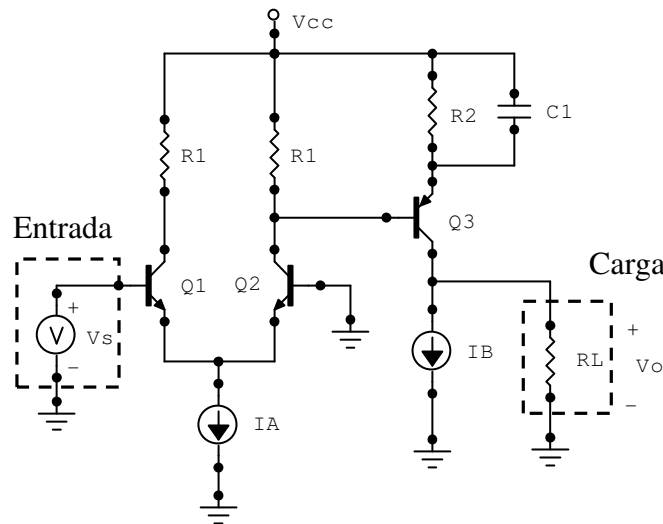 Vcc
R1
R1
R2
C1
Entrada
Q1
Q2
Q3
Carga
+
Vs
−
V
IA
IB
RL
+
Vo
−